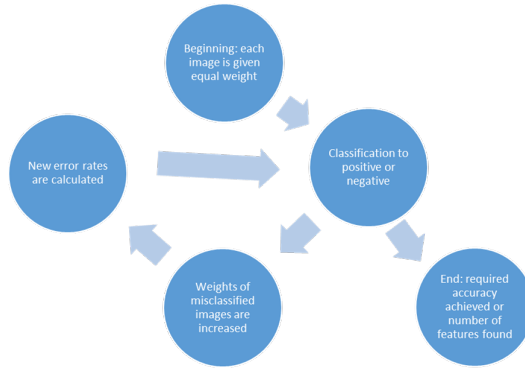 Beginning: each
image is given
equal weight
New error rates
are calculated
Classification to
positive or
negative
Weights of
misclassified
images are
increased
End: required
accuracy
achieved or
number of
features found